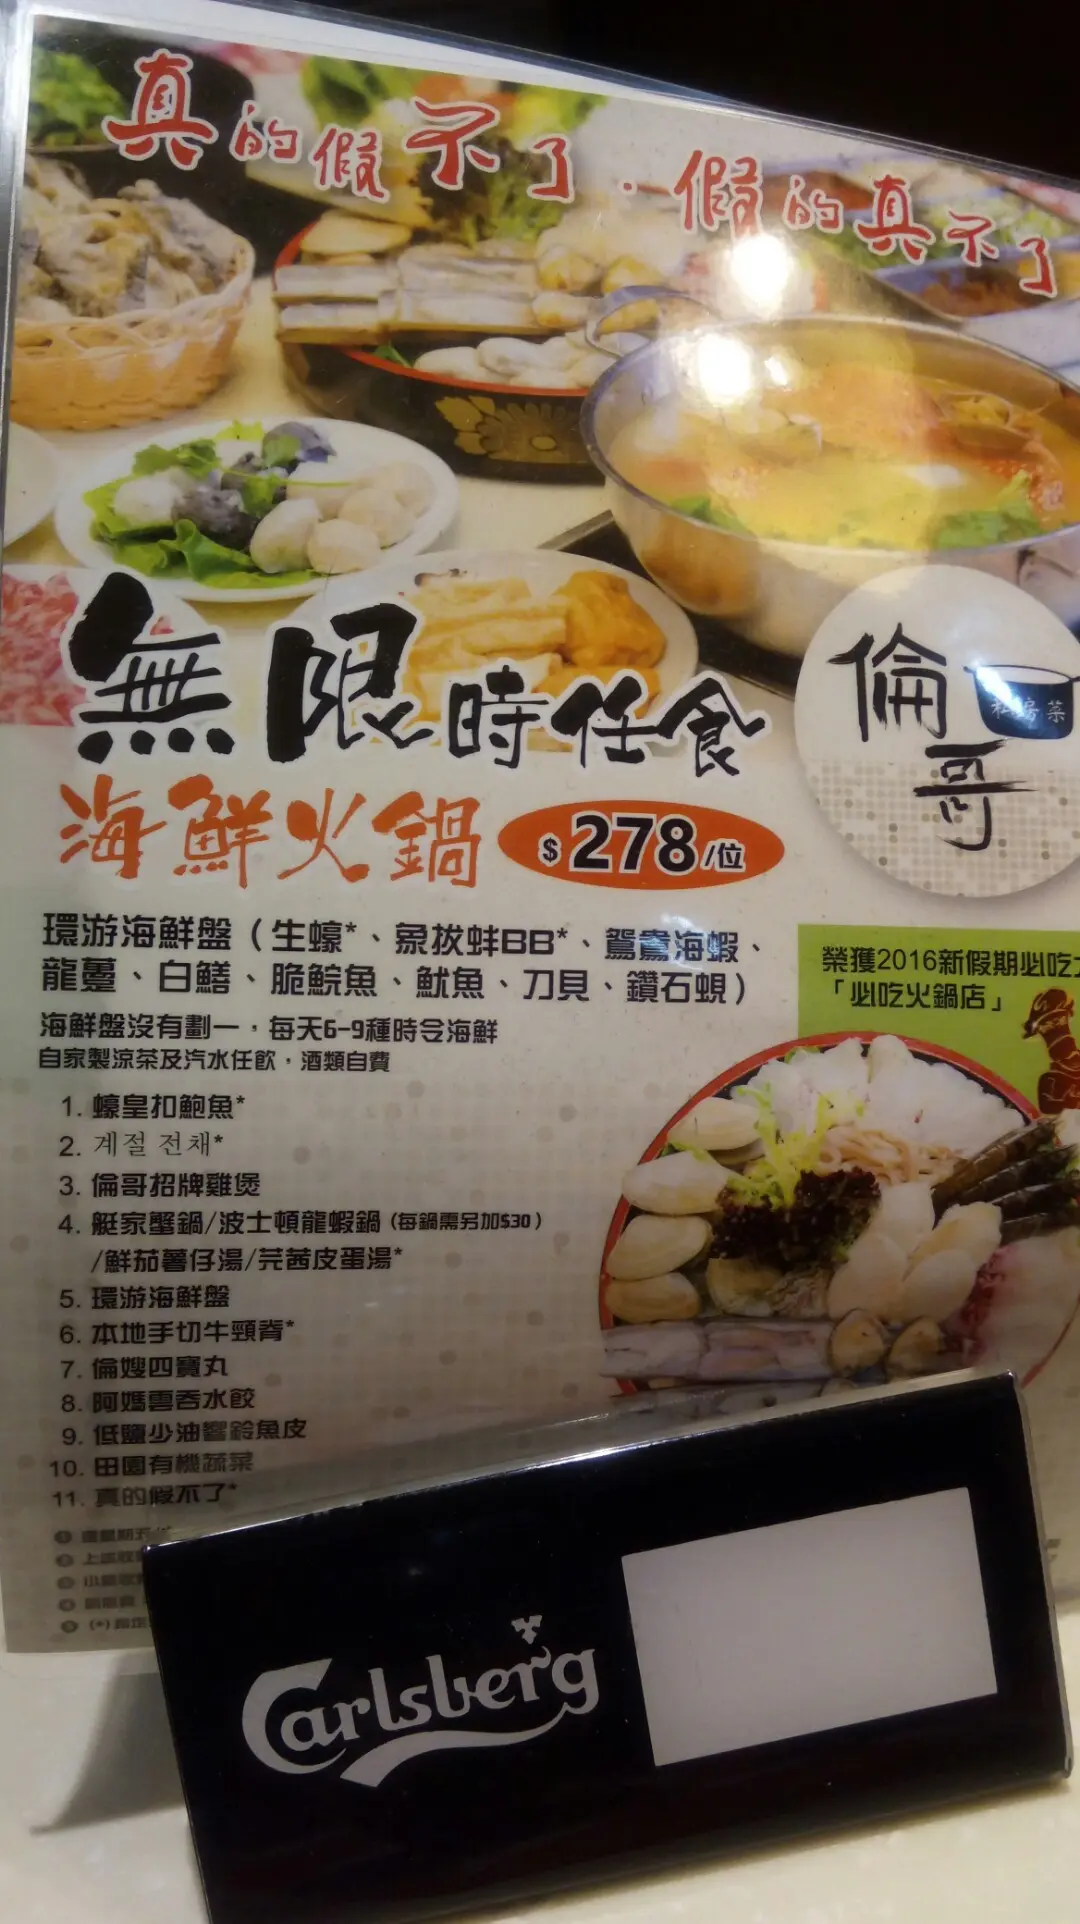 真的假不了··假的真不了
無限時任食
倫哥
私房菜
海鮮火鍋 $278/位
環游海鮮盤（生蠔*、象拔蚌BB*、鴛鴦海蝦、
龍躉、白鱔、脆鯇魚、魷魚、刀貝、鑽石蜆）
榮獲2016新假期必吃
「必吃火鍋店」
海鮮盤沒有劃一，每天6-9種時令海鮮
自家製涼茶及汽水任飲，酒類自費
1. 蠔皇扣鮑魚*
2. 계절 전채*
3. 倫哥招牌雞煲
4. 艇家蟹鍋/波士頓龍蝦鍋（每鍋需另加$30）
/鮮茄薯仔湯/芫茜皮蛋湯*
5. 環游海鮮盤
6. 本地手切牛頸脊*
7. 倫嫂四寶丸
8. 阿媽雲吞水餃
9. 低鹽少油響鈴魚皮
10. 田園有機蔬菜
11. 真的假不了*
Carlsberg